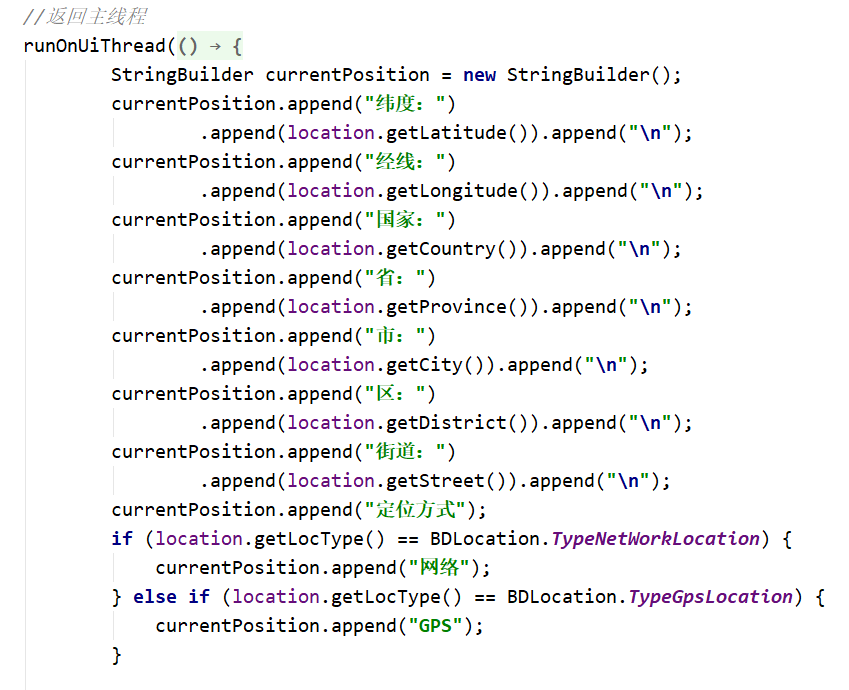 //返回主线程
runOnUiThread(() → {
        StringBuilder currentPosition = new StringBuilder();
        currentPosition.append("纬度：")
                .append(location.getLatitude()).append("\n");
        currentPosition.append("经线：")
                .append(location.getLongitude()).append("\n");
        currentPosition.append("国家：")
                .append(location.getCountry()).append("\n");
        currentPosition.append("省：")
                .append(location.getProvince()).append("\n");
        currentPosition.append("市：")
                .append(location.getCity()).append("\n");
        currentPosition.append("区：")
                .append(location.getDistrict()).append("\n");
        currentPosition.append("街道：")
                .append(location.getStreet()).append("\n");
        currentPosition.append("定位方式");
        if (location.getLocType() == BDLocation.TypeNetWorkLocation) {
            currentPosition.append("网络");
        } else if (location.getLocType() == BDLocation.TypeGpsLocation) {
            currentPosition.append("GPS");
        }